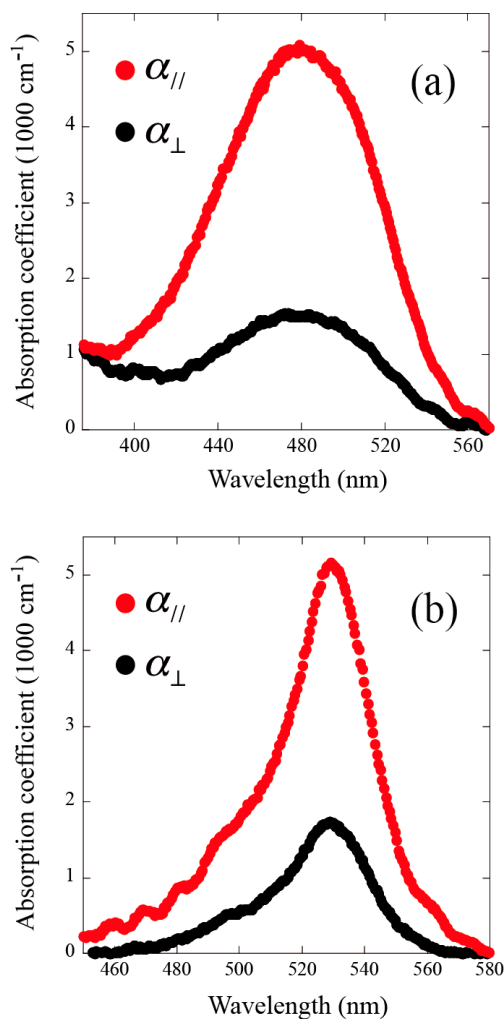 5
4
3
2
1
0
Absorption coefficient (1000 cm⁻¹)
α//
α⊥
(a)
400 440 480 520 560
Wavelength (nm)
5
4
3
2
1
0
Absorption coefficient (1000 cm⁻¹)
α//
α⊥
(b)
460 480 500 520 540 560 580
Wavelength (nm)